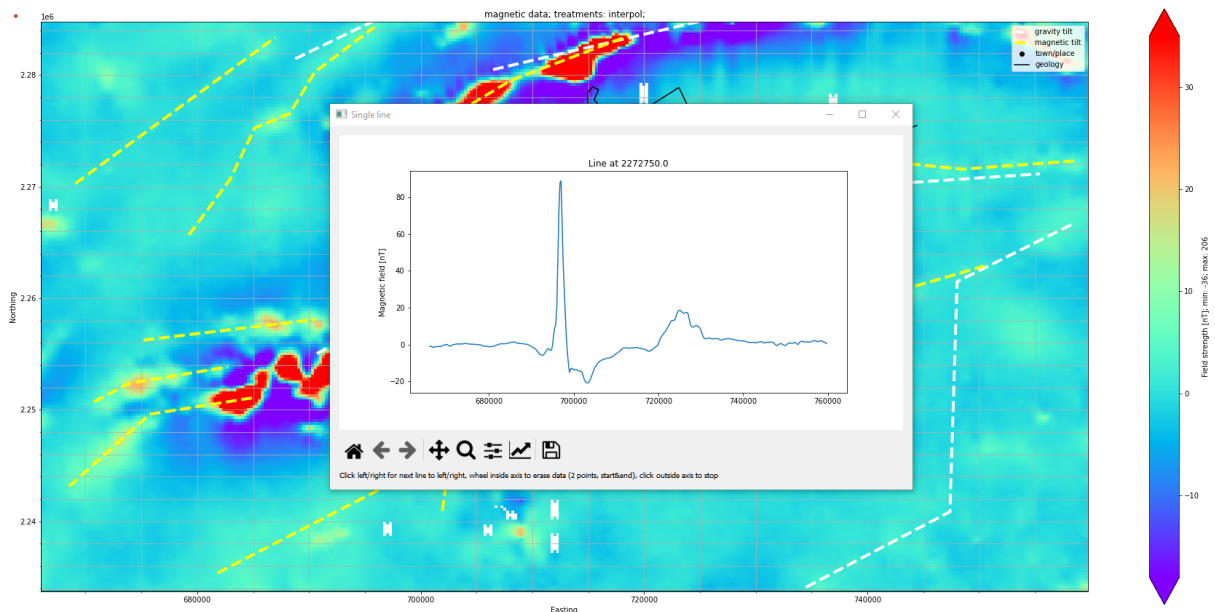 magnetic data; treatments: interpol;
1e6
gravity tilt
magnetic tilt
town/place
geology
2.28
2.27
2.26
2.25
2.24
Northing
680000
700000
720000
740000
Easting
30
20
10
0
−10
Field strength [nT]; min: -36; max: 206
Single line
Line at 2272750.0
80
60
40
20
0
−20
Magnetic field [nT]
680000
700000
720000
740000
760000
Click left/right for next line to left/right, wheel inside axis to erase data (2 points, start&end), click outside axis to stop